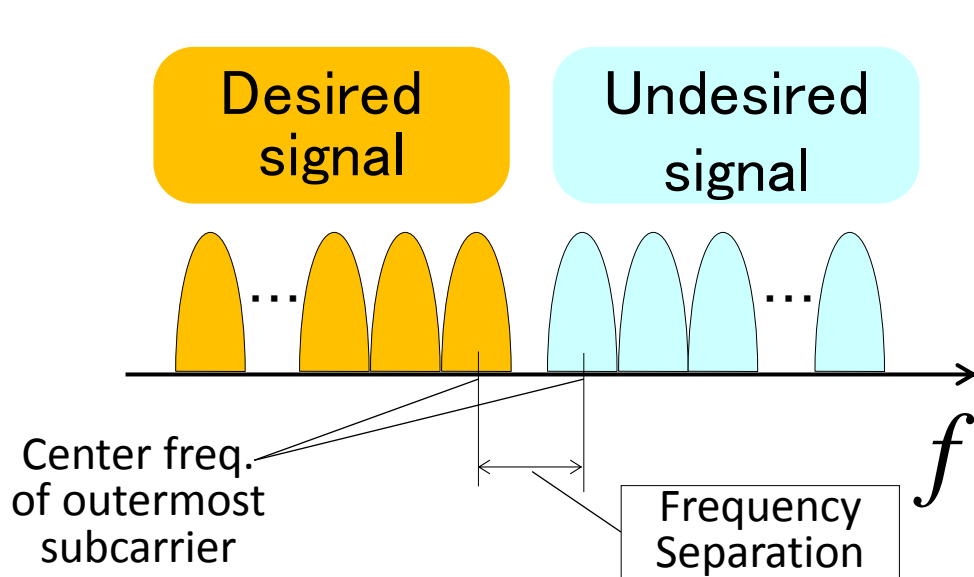 Desired
signal
Undesired
signal
...
...
f
Center freq.
of outermost
subcarrier
Frequency
Separation